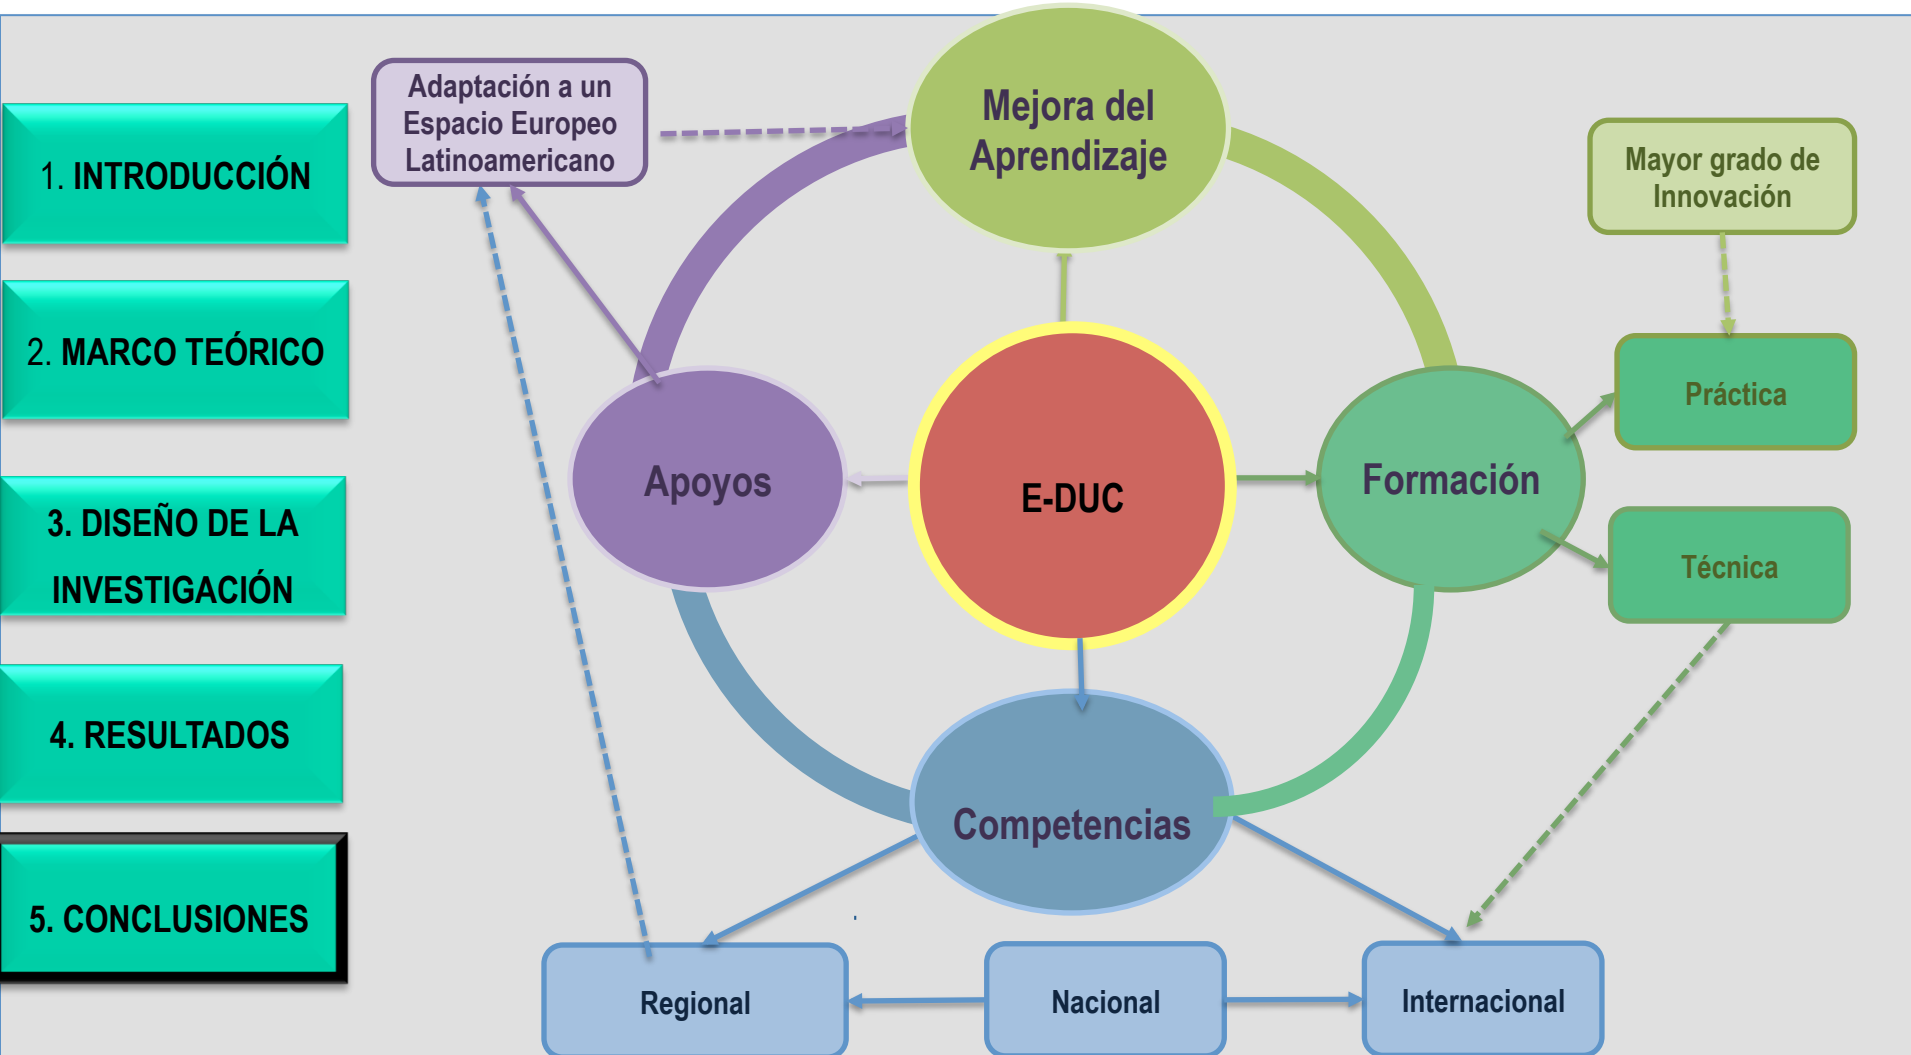 1. INTRODUCCIÓN
2. MARCO TEÓRICO
3. DISEÑO DE LA
INVESTIGACIÓN
4. RESULTADOS
5. CONCLUSIONES
Adaptación a un
Espacio Europeo
Latinoamericano
Mejora del
Aprendizaje
Mayor grado de
Innovación
Práctica
Apoyos
E-DUC
Formación
Técnica
Competencias
Regional
Nacional
Internacional